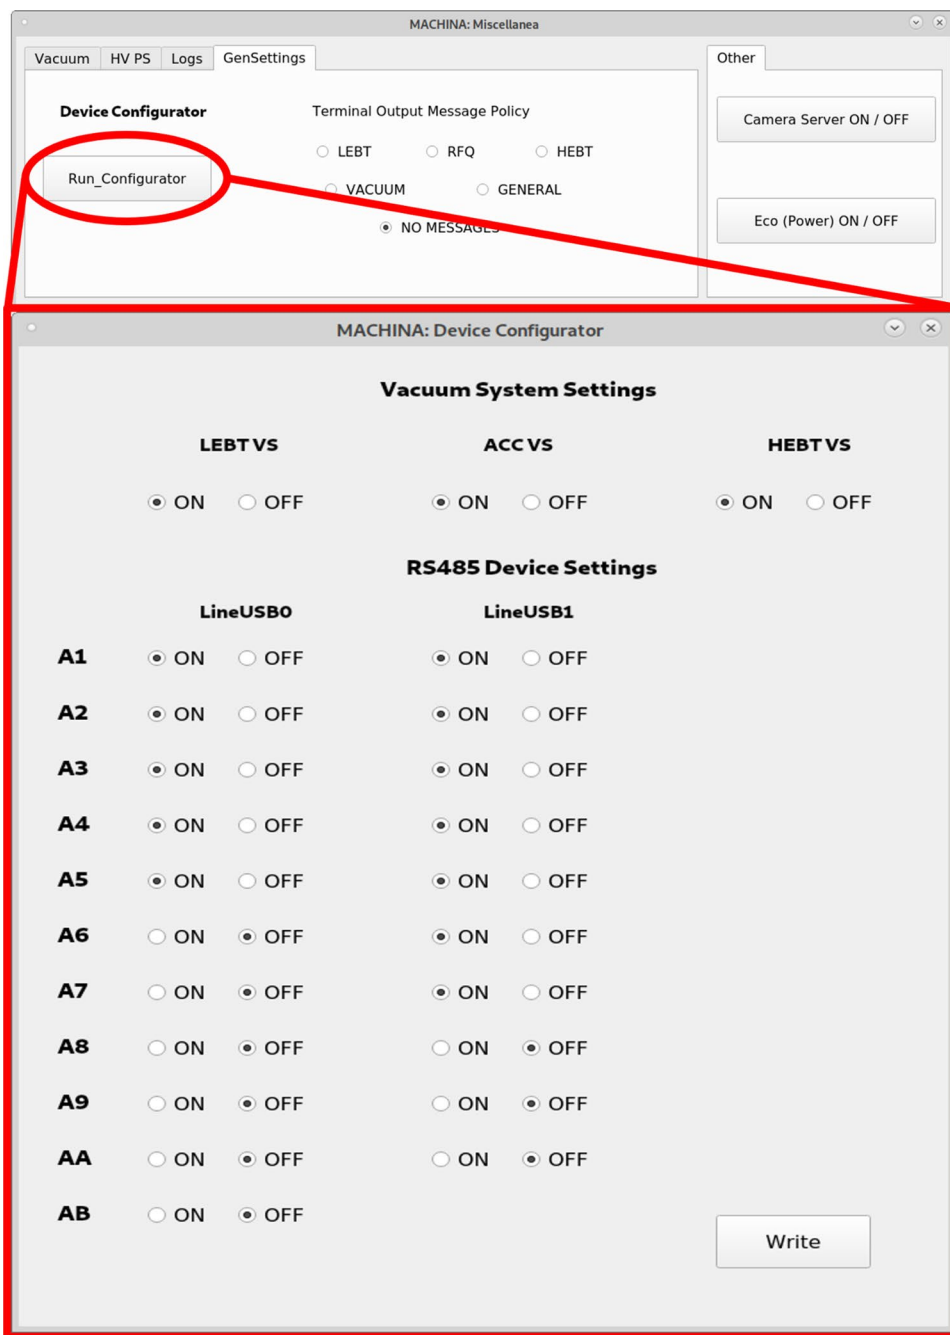 MACHINA: Miscellanea
Vacuum HV PS Logs GenSettings
Other
Device Configurator
Terminal Output Message Policy
Run_Configurator
LEBT RFQ HEBT
VACUUM GENERAL
NO MESSAGES
Camera Server ON / OFF
Eco (Power) ON / OFF
MACHINA: Device Configurator
Vacuum System Settings
LEBT VS ACC VS HEBT VS
ON OFF ON OFF ON OFF
RS485 Device Settings
LineUSB0 LineUSB1
A1 ON OFF ON OFF
A2 ON OFF ON OFF
A3 ON OFF ON OFF
A4 ON OFF ON OFF
A5 ON OFF ON OFF
A6 ON OFF ON OFF
A7 ON OFF ON OFF
A8 ON OFF ON OFF
A9 ON OFF ON OFF
AA ON OFF ON OFF
AB ON OFF
Write